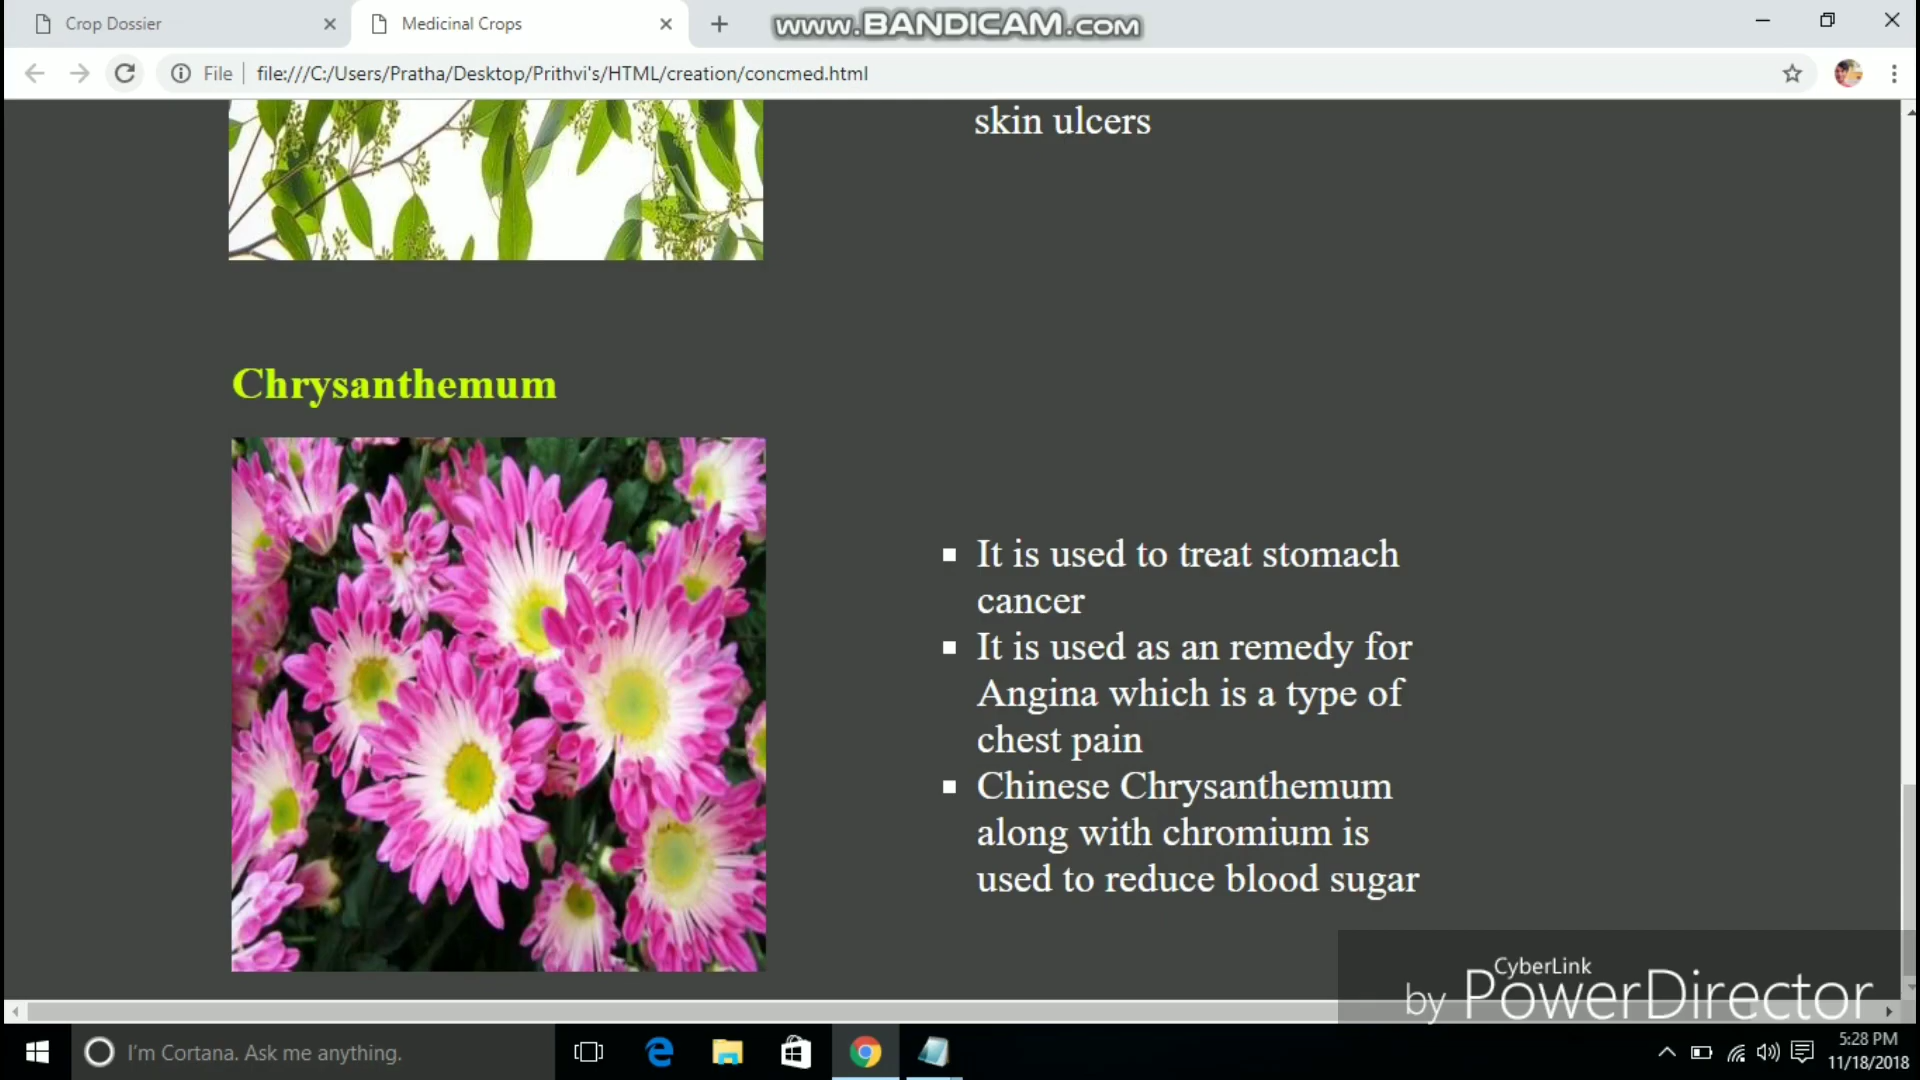 Crop Dossier
Medicinal Crops
www.BANDICAM.com
File
file:///C:/Users/Pratha/Desktop/Prithvi's/HTML/creation/concmed.html
skin ulcers
Chrysanthemum
It is used to treat stomach
cancer
It is used as an remedy for
Angina which is a type of
chest pain
Chinese Chrysanthemum
along with chromium is
used to reduce blood sugar
CyberLink
by PowerDirector
I'm Cortana. Ask me anything.
5:28 PM
11/18/2018